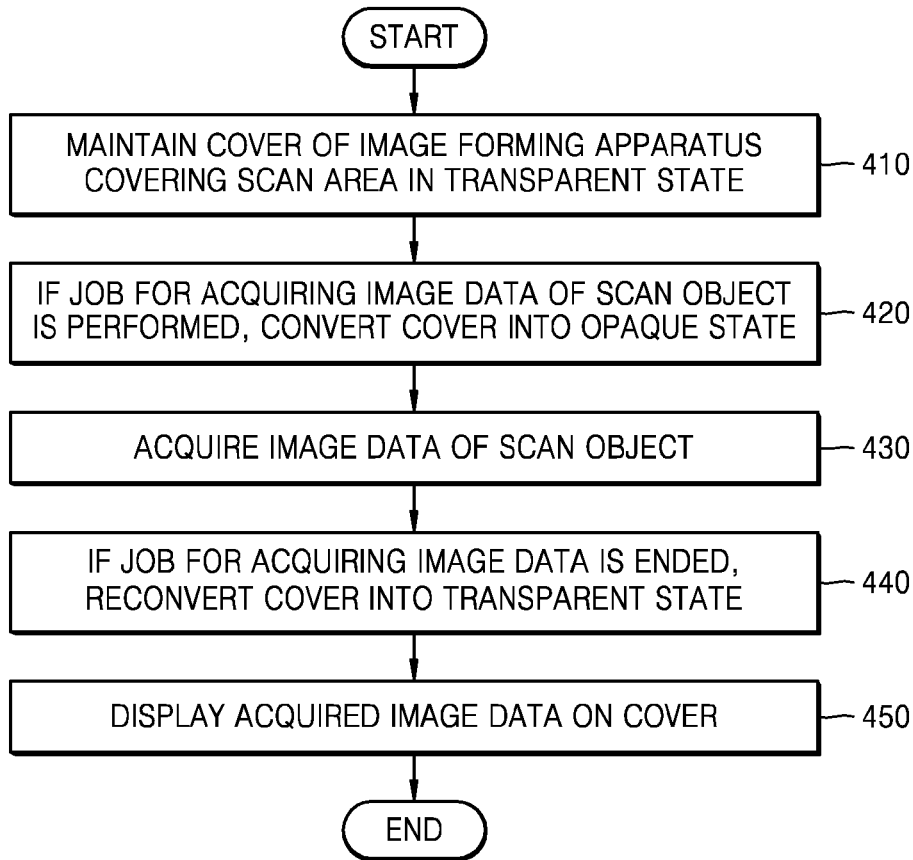 START
MAINTAIN COVER OF IMAGE FORMING APPARATUS
COVERING SCAN AREA IN TRANSPARENT STATE
410
IF JOB FOR ACQUIRING IMAGE DATA OF SCAN OBJECT
IS PERFORMED, CONVERT COVER INTO OPAQUE STATE
420
ACQUIRE IMAGE DATA OF SCAN OBJECT
430
IF JOB FOR ACQUIRING IMAGE DATA IS ENDED,
RECONVERT COVER INTO TRANSPARENT STATE
440
DISPLAY ACQUIRED IMAGE DATA ON COVER
450
END